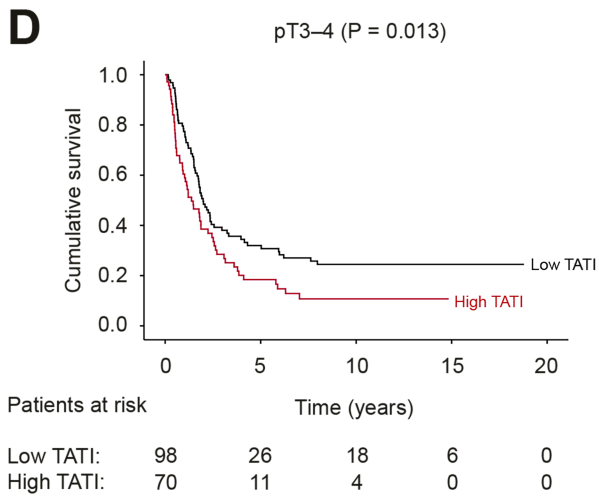 D
pT3–4 (P = 0.013)
Cumulative survival
1.0
0.8
0.6
0.4
0.2
0.0
Low TATI
High TATI
0 5 10 15 20
Patients at risk
Time (years)
Low TATI: 98 26 18 6 0
High TATI: 70 11 4 0 0